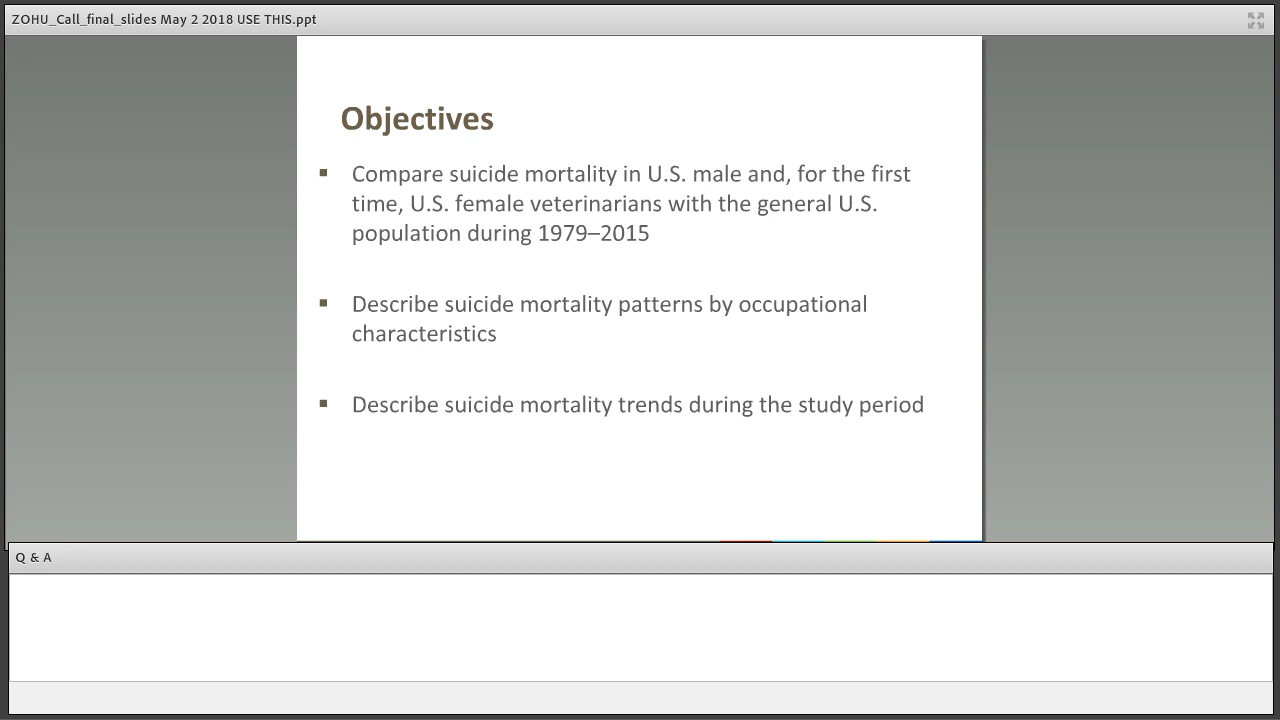 ZOHU_Call_final_slides May 2 2018 USE THIS.ppt
Objectives
▪ Compare suicide mortality in U.S. male and, for the first
time, U.S. female veterinarians with the general U.S.
population during 1979–2015
▪ Describe suicide mortality patterns by occupational
characteristics
▪ Describe suicide mortality trends during the study period
Q & A